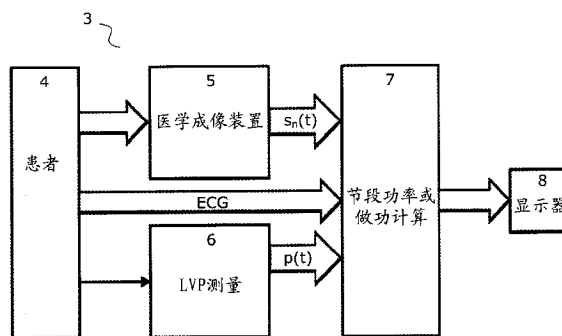 3
4
患者
5
医学成像装置
sn(t)
ECG
6
LVP测量
p(t)
7
节段功率或
做功计算
8
显示器